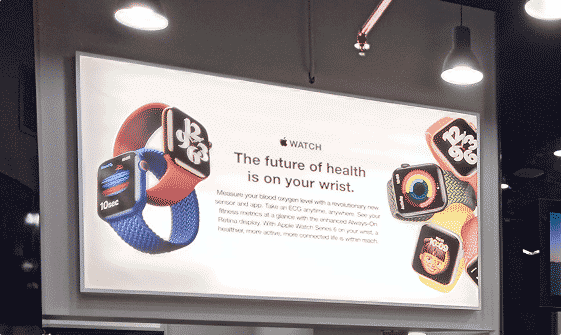 WATCH
The future of health
is on your wrist.
Measure your blood oxygen level with a revolutionary new
sensor and app. Take an ECG anytime, anywhere. See your
fitness metrics at a glance with the enhanced Always-On
Retina display. With Apple Watch Series 6 on your wrist, a
healthier, more active, more connected life is within reach.
10sec